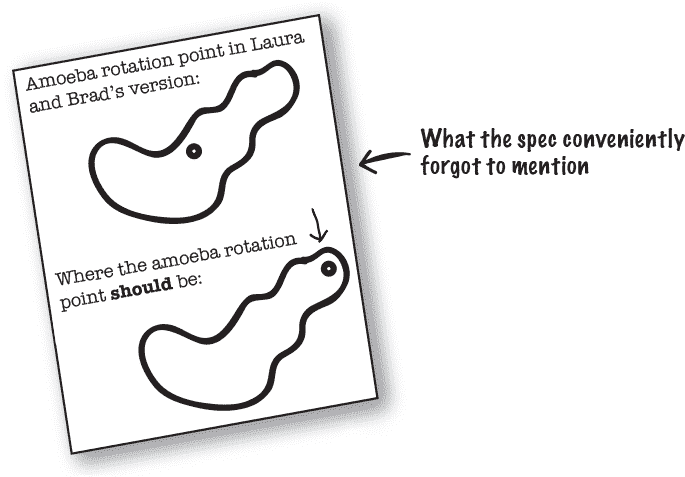 Amoeba rotation point in Laura
and Brad's version:
What the spec conveniently
forgot to mention
Where the amoeba rotation
point should be: